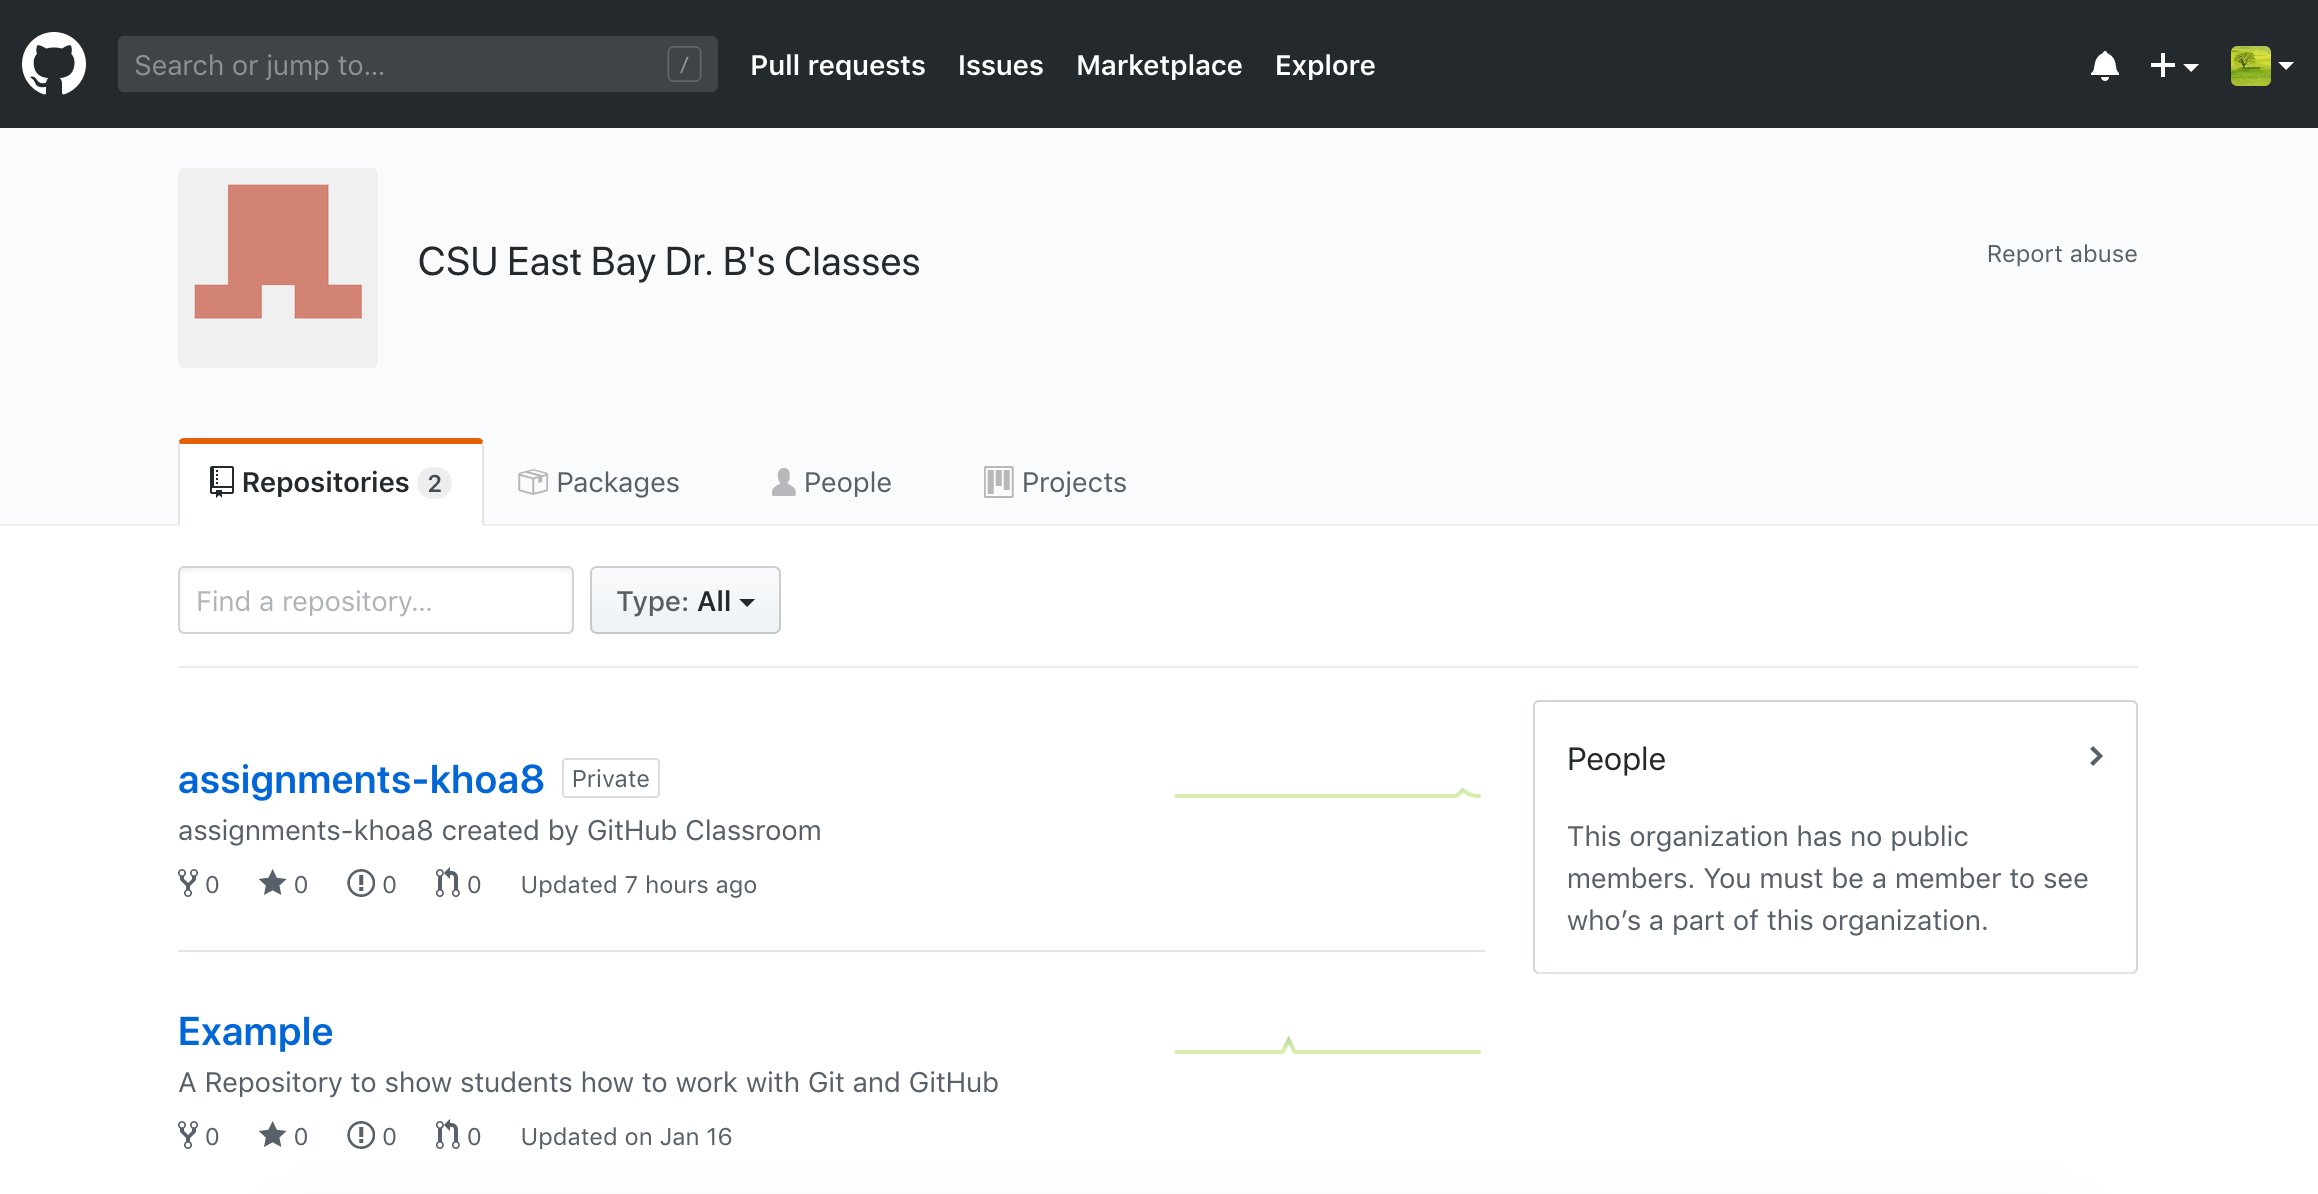 Search or jump to... /
Pull requests Issues Marketplace Explore
CSU East Bay Dr. B's Classes
Report abuse
Repositories 2 Packages People Projects
Find a repository... Type: All
assignments-khoa8 Private
assignments-khoa8 created by GitHub Classroom
0 0 0 0 Updated 7 hours ago
People
This organization has no public
members. You must be a member to see
who’s a part of this organization.
Example
A Repository to show students how to work with Git and GitHub
0 0 0 0 Updated on Jan 16